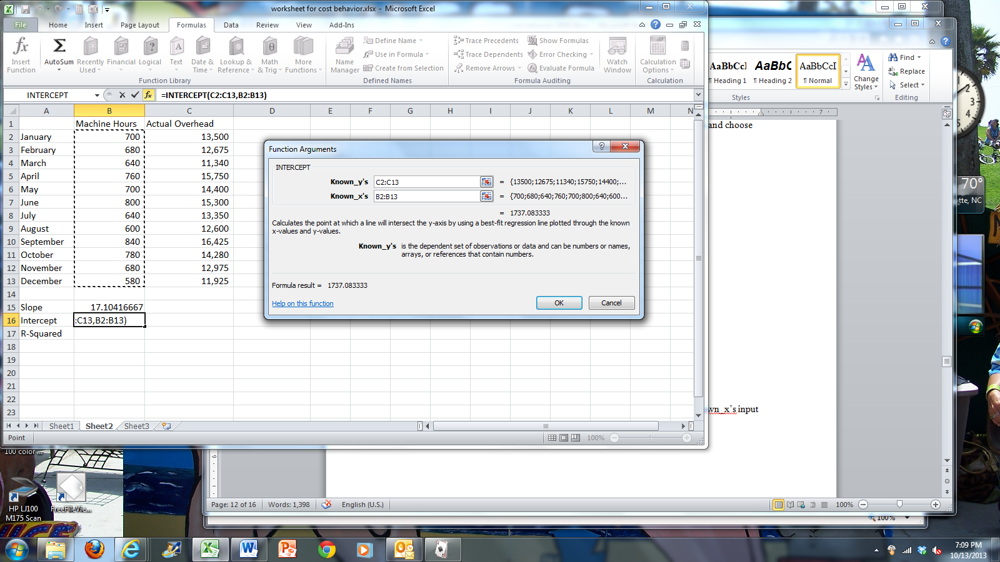 worksheet for cost behavior.xlsx - Microsoft Excel
File Home Insert Page Layout Formulas Data Review View Add-Ins
fx Insert Function
Σ AutoSum
Recently Used
Financial
Logical
Text
Date & Time
Lookup & Reference
Math & Trig
More Functions
Function Library
Name Manager
Define Name
Use in Formula
Create from Selection
Defined Names
Trace Precedents
Trace Dependents
Remove Arrows
Show Formulas
Error Checking
Evaluate Formula
Formula Auditing
Watch Window
Calculation Options
Calculation
INTERCEPT fx =INTERCEPT(C2:C13,B2:B13)
A B C D E F G H I J K L M N
1 Machine Hours Actual Overhead
2 January 700 13,500
3 February 680 12,675
4 March 640 11,340
5 April 760 15,750
6 May 700 14,400
7 June 800 15,300
8 July 640 13,350
9 August 600 12,600
10 September 840 16,425
11 October 780 14,280
12 November 680 12,975
13 December 580 11,925
14
15 Slope 17.10416667
16 Intercept :C13,B2:B13)
17 R-Squared
18
19
20
21
22
23
Sheet1 Sheet2 Sheet3
Point 100%
Function Arguments
INTERCEPT
Known_y's C2:C13 = {13500;12675;11340;15750;14400;...
Known_x's B2:B13 = {700;680;640;760;700;800;640;600...
= 1737.083333
Calculates the point at which a line will intersect the y-axis by using a best-fit regression line plotted through the known
x-values and y-values.
Known_y's is the dependent set of observations or data and can be numbers or names,
arrays, or references that contain numbers.
Formula result = 1737.083333
Help on this function
OK Cancel
AaBbCcI ¶ Heading 1
AaBbC ¶ Heading 2
AaBbCcI ¶ Normal
Change Styles
Styles
Find
Replace
Select
Editing
7
and choose
wn_x's input
Page: 12 of 16 Words: 1,398 English (U.S.) 100%
100%
2
3
4
5
70°
tte, NC
100 color ...
HP LJ100
M175 Scan
FreeFileVie...
7:09 PM
10/13/2013